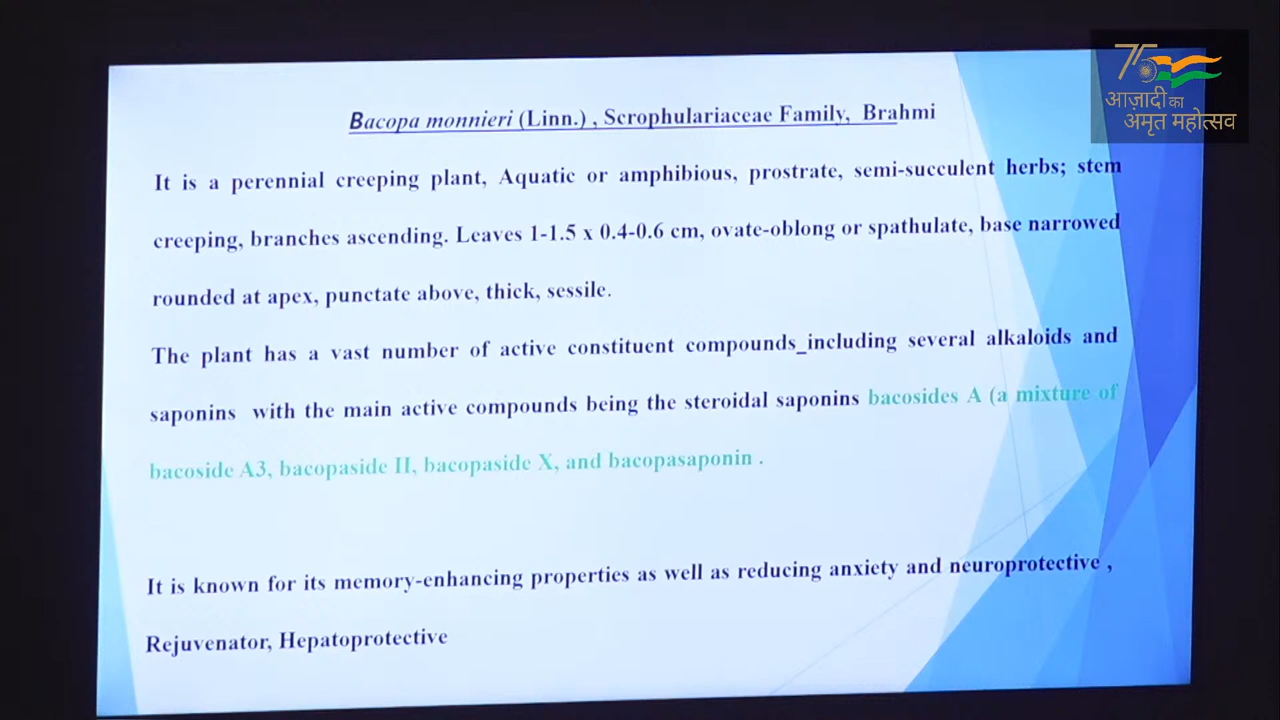 75
आज़ादी का
अमृत महोत्सव
Bacopa monnieri (Linn.) , Scrophulariaceae Family, Brahmi
It is a perennial creeping plant, Aquatic or amphibious, prostrate, semi-succulent herbs; stem
creeping, branches ascending. Leaves 1-1.5 x 0.4-0.6 cm, ovate-oblong or spathulate, base narrowed
rounded at apex, punctate above, thick, sessile.
The plant has a vast number of active constituent compounds_including several alkaloids and
saponins with the main active compounds being the steroidal saponins bacosides A (a mixture of
bacoside A3, bacopaside II, bacopaside X, and bacopasaponin .
It is known for its memory-enhancing properties as well as reducing anxiety and neuroprotective ,
Rejuvenator, Hepatoprotective